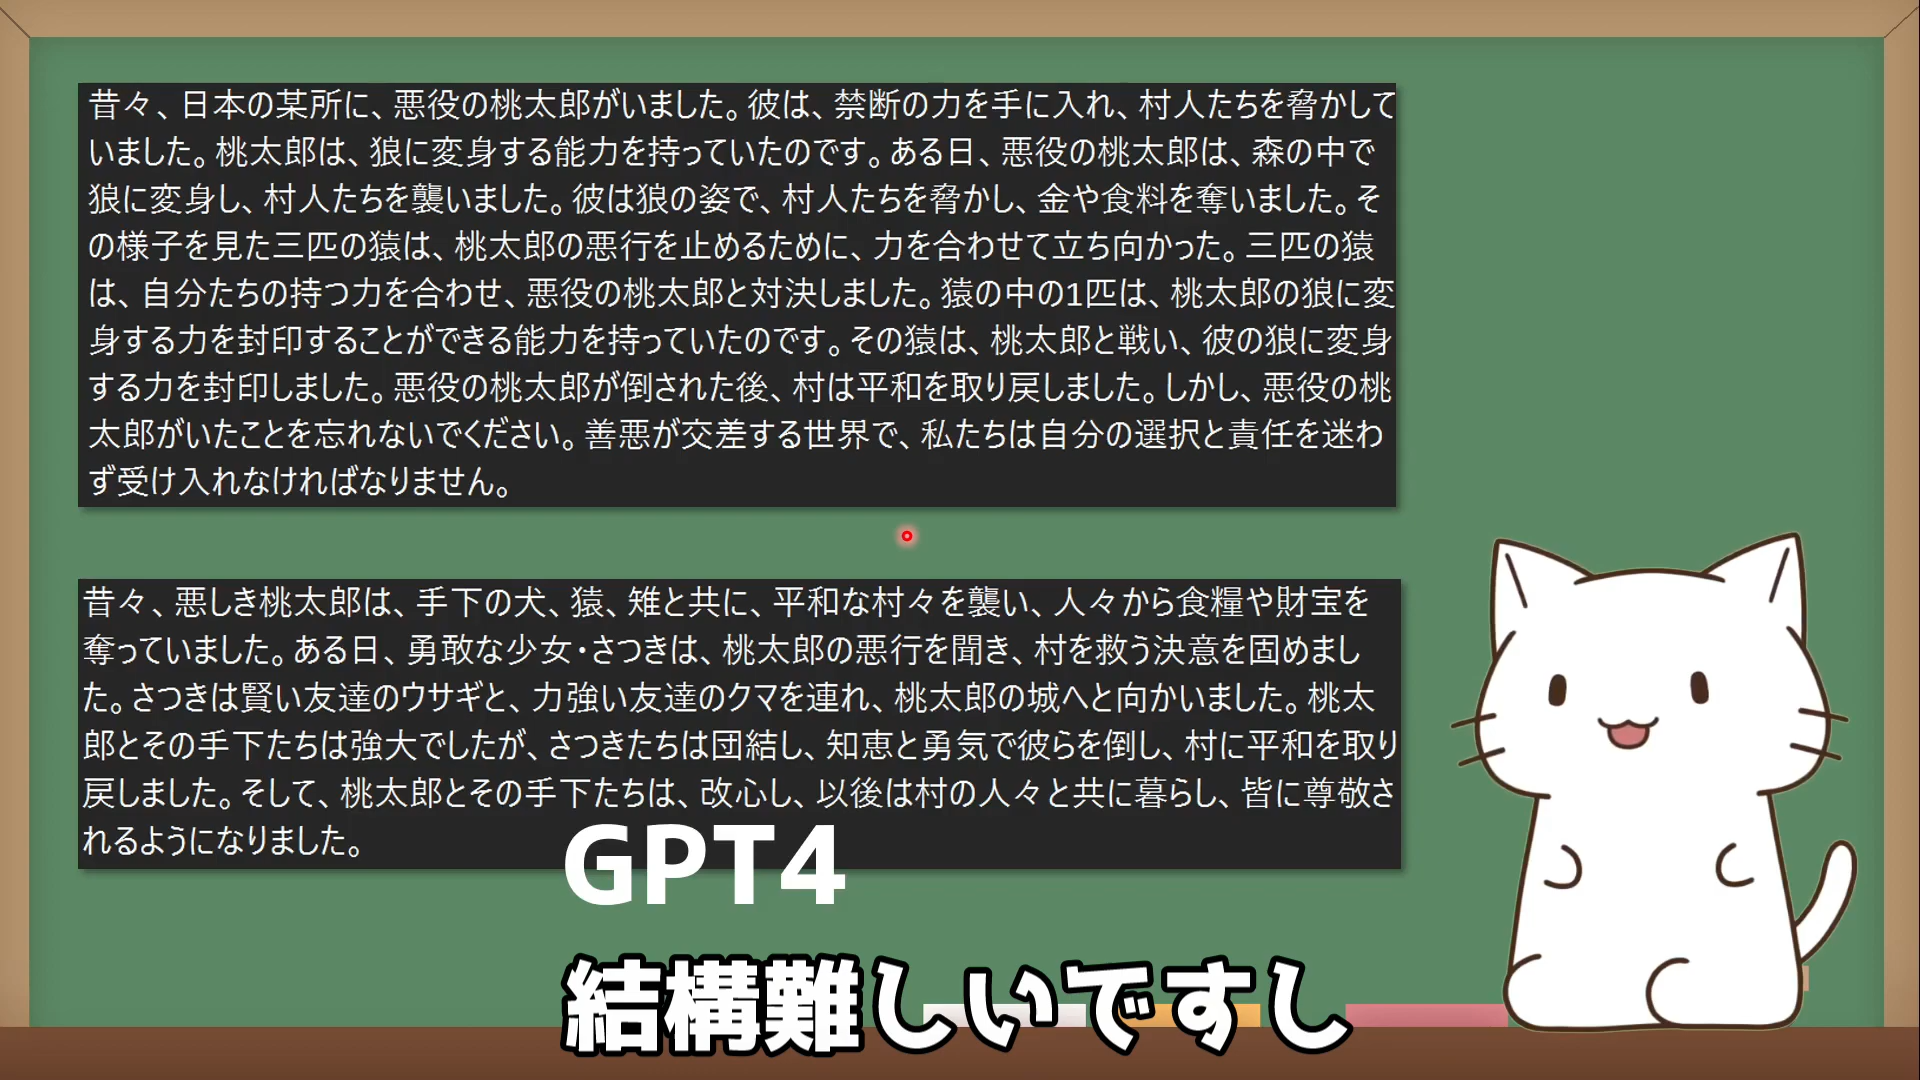 昔々、日本の某所に、悪役の桃太郎がいました。彼は、禁断の力を手に入れ、村人たちを脅かして
いました。桃太郎は、狼に変身する能力を持っていたのです。ある日、悪役の桃太郎は、森の中で
狼に変身し、村人たちを襲いました。彼は狼の姿で、村人たちを脅かし、金や食料を奪いました。そ
の様子を見た三匹の猿は、桃太郎の悪行を止めるために、力を合わせて立ち向かった。三匹の猿
は、自分たちの持つ力を合わせ、悪役の桃太郎と対決しました。猿の中の1匹は、桃太郎の狼に変
身する力を封印することができる能力を持っていたのです。その猿は、桃太郎と戦い、彼の狼に変身
する力を封印しました。悪役の桃太郎が倒された後、村は平和を取り戻しました。しかし、悪役の桃
太郎がいたことを忘れないでください。善悪が交差する世界で、私たちは自分の選択と責任を迷わ
ず受け入れなければなりません。
昔々、悪しき桃太郎は、手下の犬、猿、雉と共に、平和な村々を襲い、人々から食糧や財宝を
奪っていました。ある日、勇敢な少女・さつきは、桃太郎の悪行を聞き、村を救う決意を固めまし
た。さつきは賢い友達のウサギと、力強い友達のクマを連れ、桃太郎の城へと向かいました。桃太
郎とその手下たちは強大でしたが、さつきたちは団結し、知恵と勇気で彼らを倒し、村に平和を取り
戻しました。そして、桃太郎とその手下たちは、改心し、以後は村の人々と共に暮らし、皆に尊敬さ
れるようになりました。
GPT4
結構難しいですし